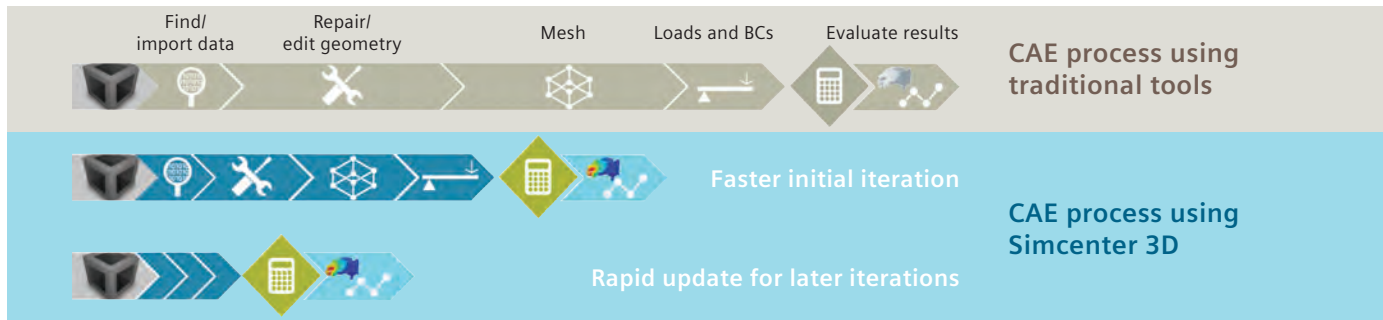 Find/
import data
Repair/
edit geometry
Mesh
Loads and BCs
Evaluate results
CAE process using
traditional tools
Faster initial iteration
CAE process using
Simcenter 3D
Rapid update for later iterations